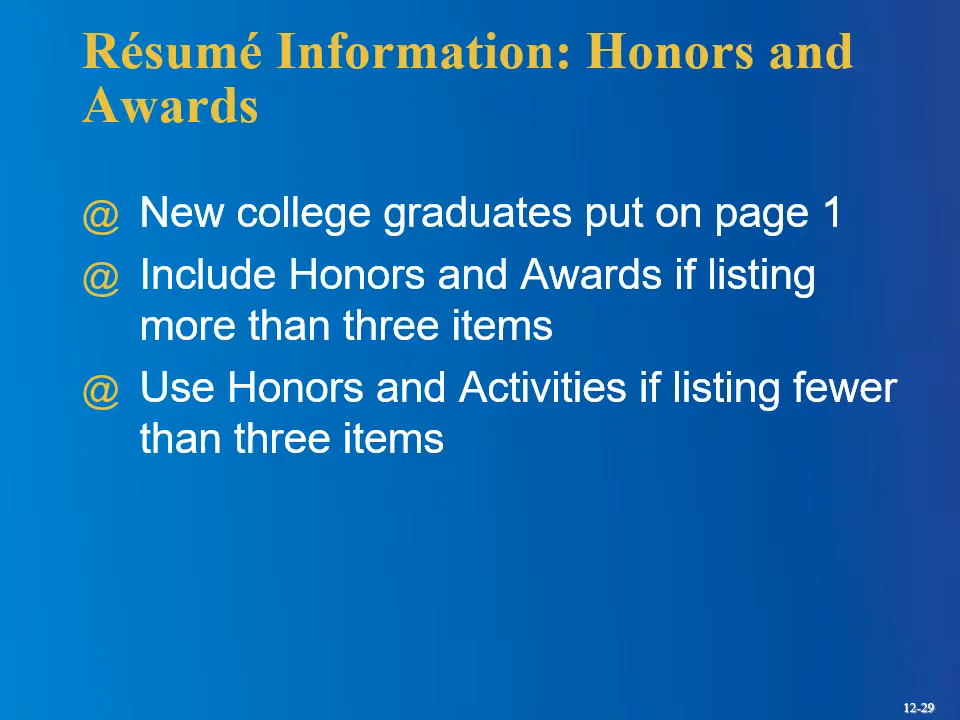 Résumé Information: Honors and
Awards
@ New college graduates put on page 1
@ Include Honors and Awards if listing
more than three items
@ Use Honors and Activities if listing fewer
than three items
12-29